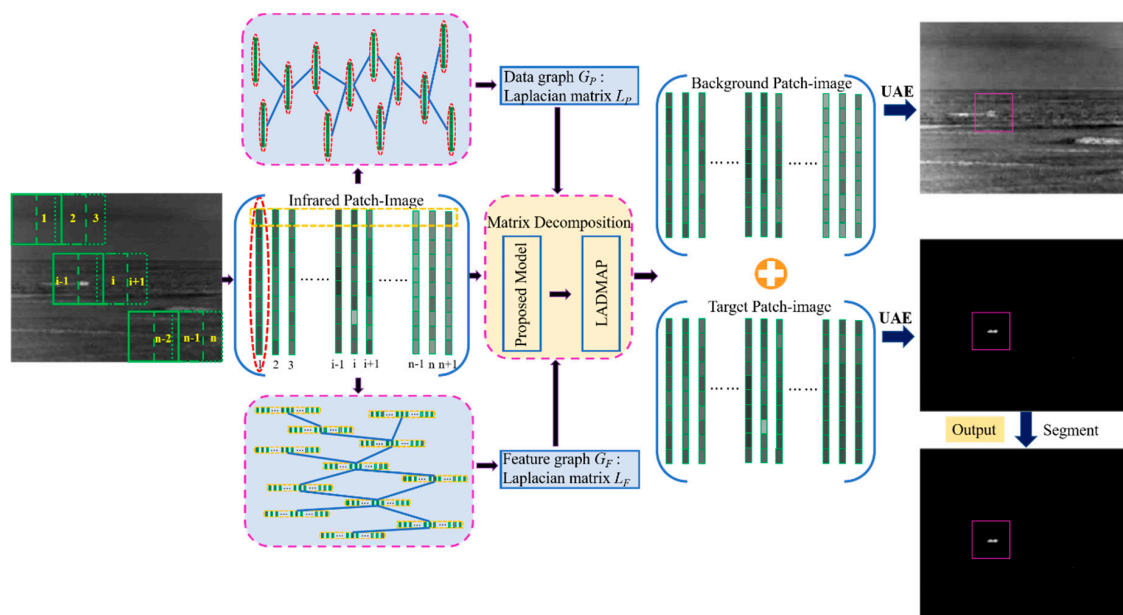 Data graph G_P :
Laplacian matrix L_P
Background Patch-image
UAE
1 2 3
i-1 i i+1
n-2 n-1 n
Infrared Patch-Image
......
......
1 2 3 i-1 i i+1 n-1 n n+1
Matrix Decomposition
Proposed Model
LADMAP
......
......
Target Patch-image
UAE
......
......
Output
Segment
Feature graph G_F :
Laplacian matrix L_F